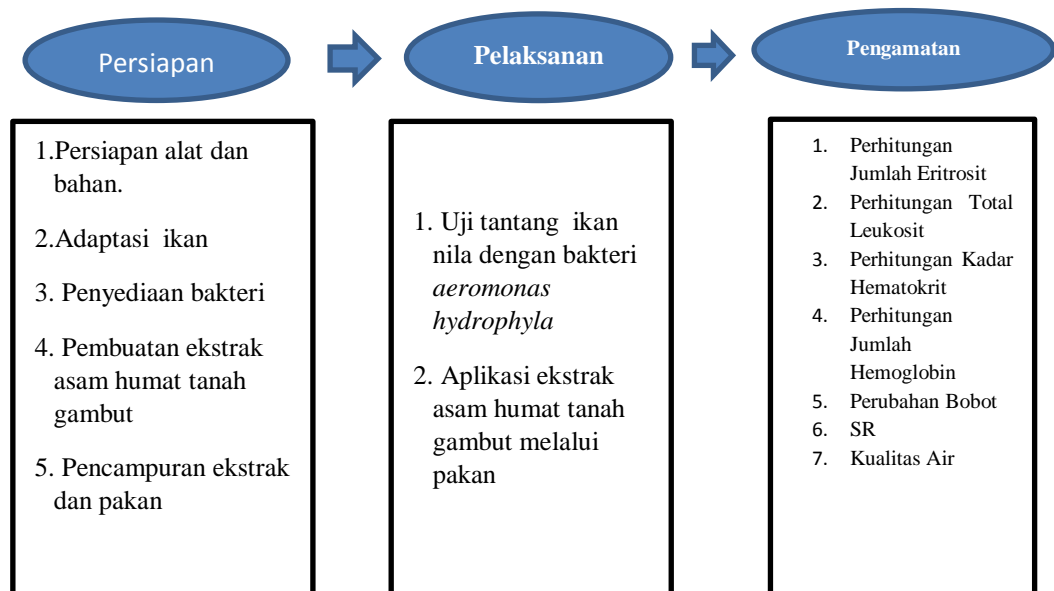 Persiapan
1.Persiapan alat dan
bahan.
2.Adaptasi ikan
3. Penyediaan bakteri
4. Pembuatan ekstrak
asam humat tanah
gambut
5. Pencampuran ekstrak
dan pakan
Pelaksanan
1. Uji tantang ikan
nila dengan bakteri
aeromonas
hydrophyla
2. Aplikasi ekstrak
asam humat tanah
gambut melalui
pakan
Pengamatan
1. Perhitungan
Jumlah Eritrosit
2. Perhitungan Total
Leukosit
3. Perhitungan Kadar
Hematokrit
4. Perhitungan
Jumlah
Hemoglobin
5. Perubahan Bobot
6. SR
7. Kualitas Air